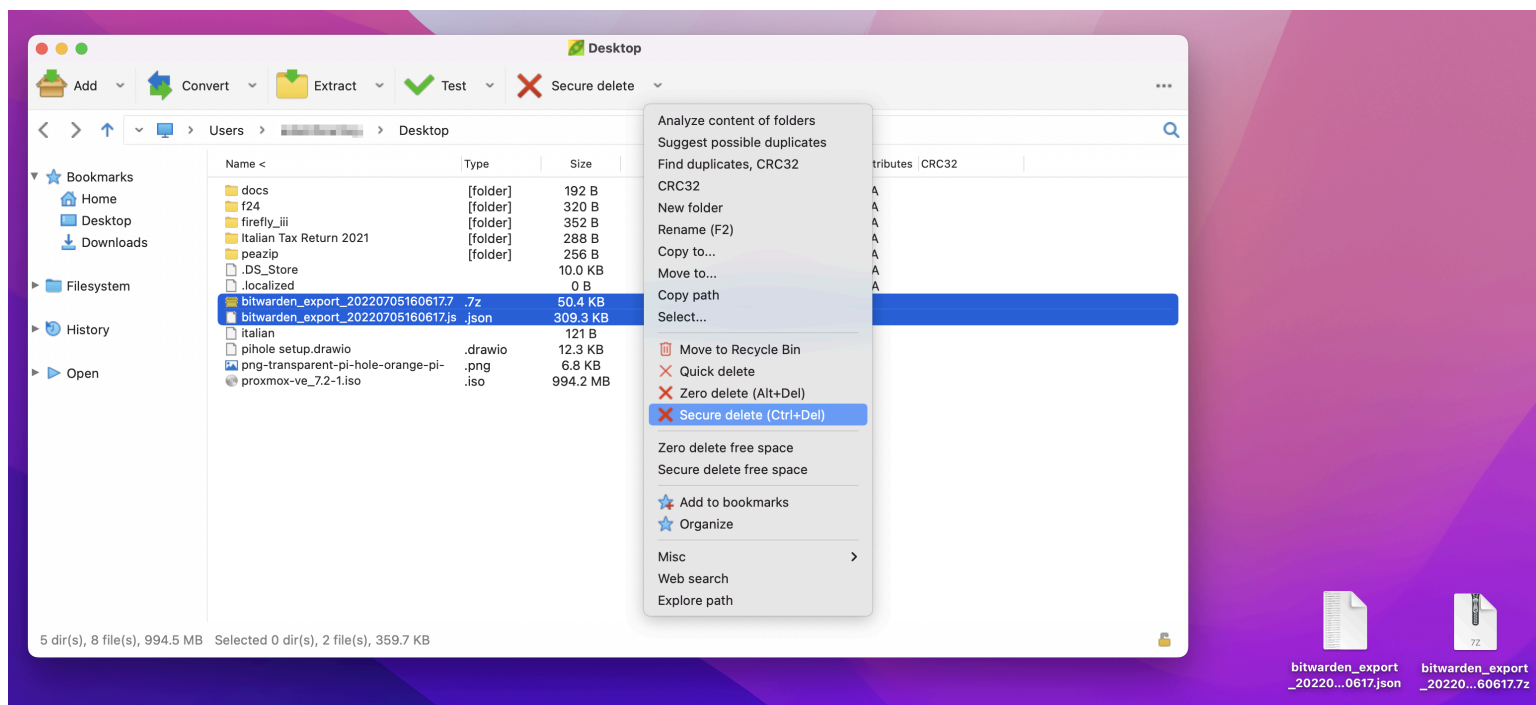 Desktop
Add Convert Extract Test Secure delete
Users Desktop
Name < Type Size tributes CRC32
Bookmarks
Home
Desktop
Downloads
Filesystem
History
Open
docs [folder] 192 B A
f24 [folder] 320 B A
firefly_iii [folder] 352 B A
Italian Tax Return 2021 [folder] 288 B A
peazip [folder] 256 B A
.DS_Store 10.0 KB A
.localized 0 B A
bitwarden_export_20220705160617.7 .7z 50.4 KB
bitwarden_export_20220705160617.js .json 309.3 KB
italian 121 B
pihole setup.drawio .drawio 12.3 KB
png-transparent-pi-hole-orange-pi- .png 6.8 KB
proxmox-ve_7.2-1.iso .iso 994.2 MB
Analyze content of folders
Suggest possible duplicates
Find duplicates, CRC32
CRC32
New folder
Rename (F2)
Copy to...
Move to...
Copy path
Select...
Move to Recycle Bin
Quick delete
Zero delete (Alt+Del)
Secure delete (Ctrl+Del)
Zero delete free space
Secure delete free space
Add to bookmarks
Organize
Misc
Web search
Explore path
5 dir(s), 8 file(s), 994.5 MB Selected 0 dir(s), 2 file(s), 359.7 KB
7Z
bitwarden_export
_20220...0617.json
bitwarden_export
_20220...60617.7z